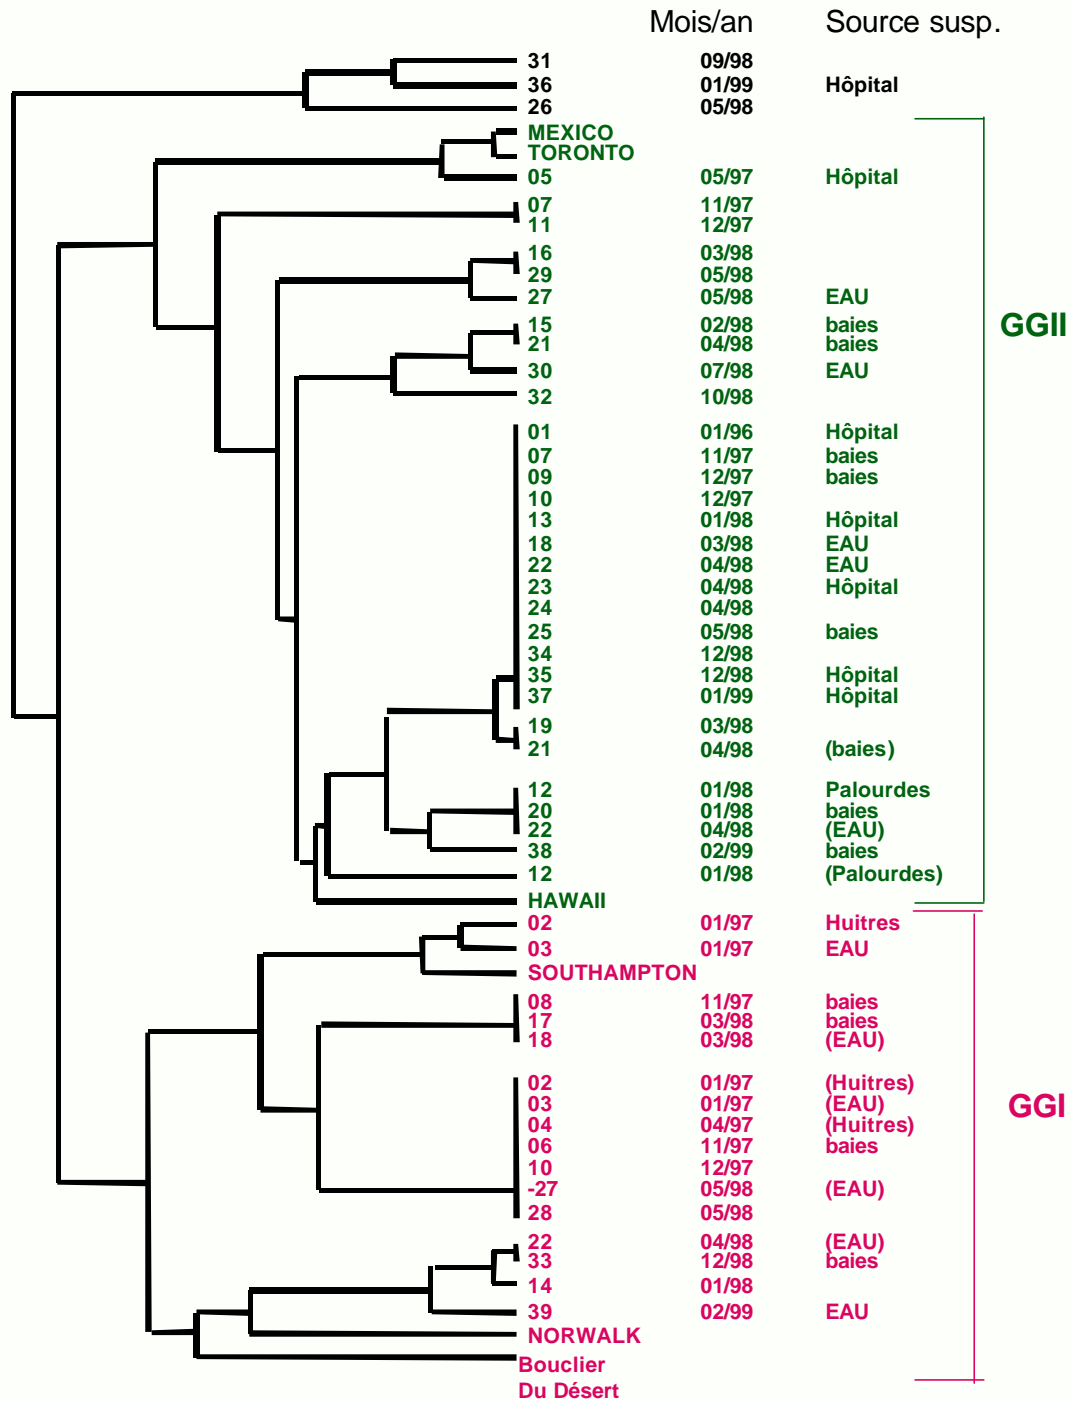 Mois/an Source susp.
31 09/98
36 01/99 Hôpital
26 05/98
MEXICO
TORONTO
05 05/97 Hôpital
07 11/97
11 12/97
16 03/98
29 05/98
27 05/98 EAU
15 02/98 baies
GGII
21 04/98 baies
30 07/98 EAU
32 10/98
01 01/96 Hôpital
07 11/97 baies
09 12/97 baies
10 12/97
13 01/98 Hôpital
18 03/98 EAU
22 04/98 EAU
23 04/98 Hôpital
24 04/98
25 05/98 baies
34 12/98
35 12/98 Hôpital
37 01/99 Hôpital
19 03/98
21 04/98 (baies)
12 01/98 Palourdes
20 01/98 baies
22 04/98 (EAU)
38 02/99 baies
12 01/98 (Palourdes)
HAWAII
02 01/97 Huitres
03 01/97 EAU
SOUTHAMPTON
08 11/97 baies
17 03/98 baies
18 03/98 (EAU)
02 01/97 (Huitres)
03 01/97 (EAU)
GGI
04 04/97 (Huitres)
06 11/97 baies
10 12/97
-27 05/98 (EAU)
28 05/98
22 04/98 (EAU)
33 12/98 baies
14 01/98
39 02/99 EAU
NORWALK
Bouclier
Du Désert